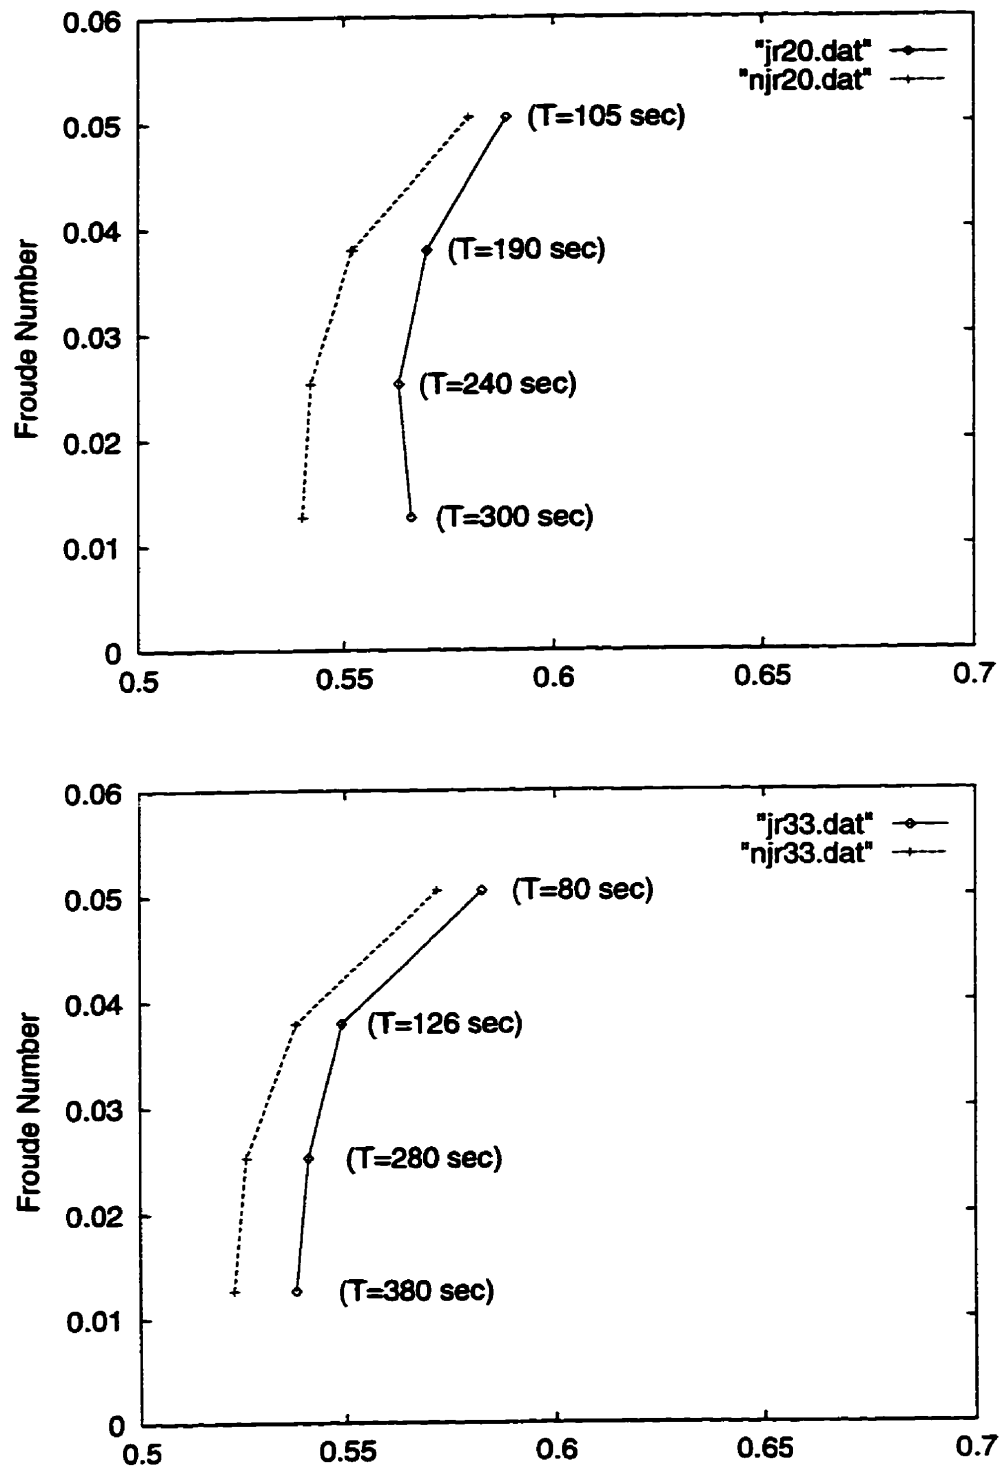 0.06
"jr20.dat"
"njr20.dat"
0.05
(T=105 sec)
0.04
(T=190 sec)
Froude Number
0.03
(T=240 sec)
0.02
(T=300 sec)
0.01
0
0.5 0.55 0.6 0.65 0.7
0.06
"jr33.dat"
"njr33.dat"
0.05
(T=80 sec)
0.04
(T=126 sec)
Froude Number
0.03
(T=280 sec)
0.02
(T=380 sec)
0.01
0
0.5 0.55 0.6 0.65 0.7